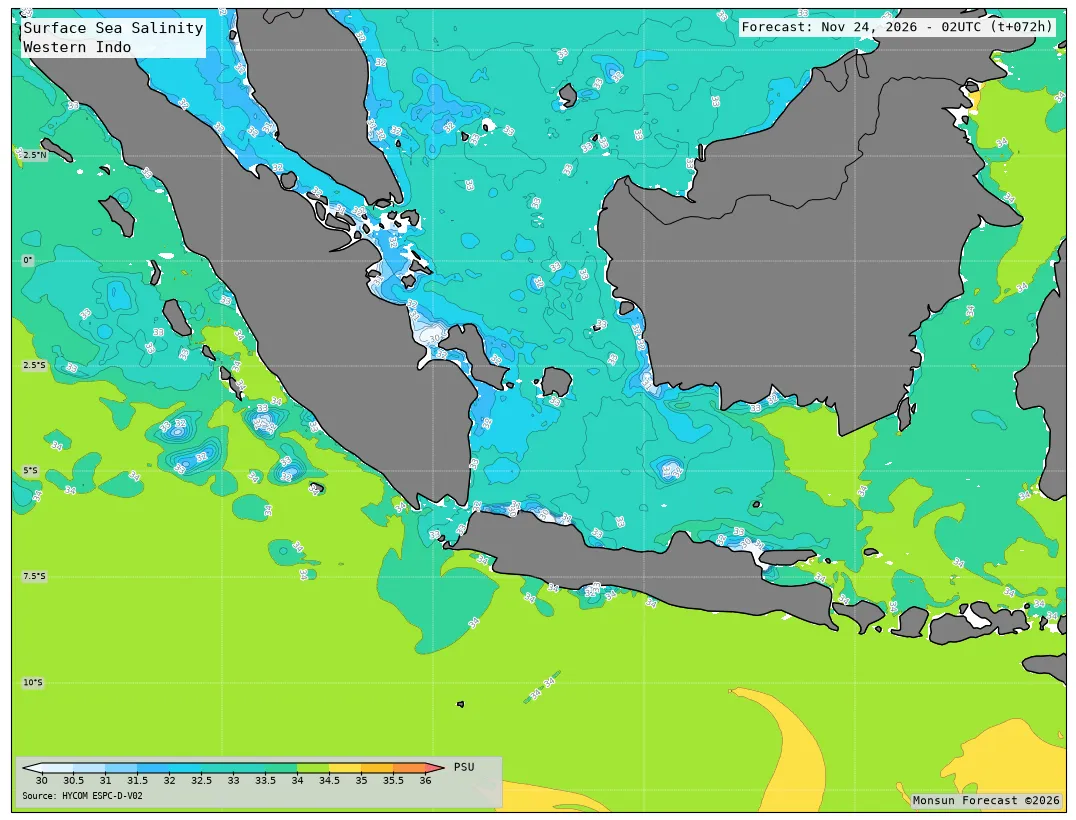 Surface Sea Salinity
Western Indo
Forecast: Nov 24, 2026 - 02UTC (t+072h)
2.5°N
0°
2.5°S
5°S
7.5°S
10°S
PSU
30 30.5 31 31.5 32 32.5 33 33.5 34 34.5 35 35.5 36
Source: HYCOM ESPC-D-V02
Monsun Forecast ©2026